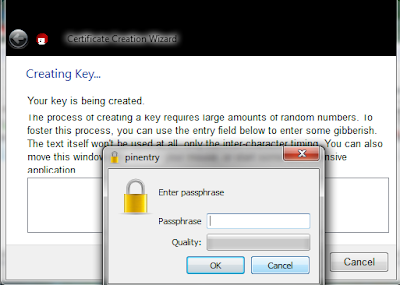 Certificate Creation Wizard
Creating Key...
Your key is being created.
The process of creating a key requires large amounts of random numbers. To
foster this process, you can use the entry field below to enter some gibberish.
The text itself won't be used at all, only the inter-character timing. You can also
move this window
application
pinentry
Enter passphrase
Passphrase
Quality:
OK
Cancel
Cancel